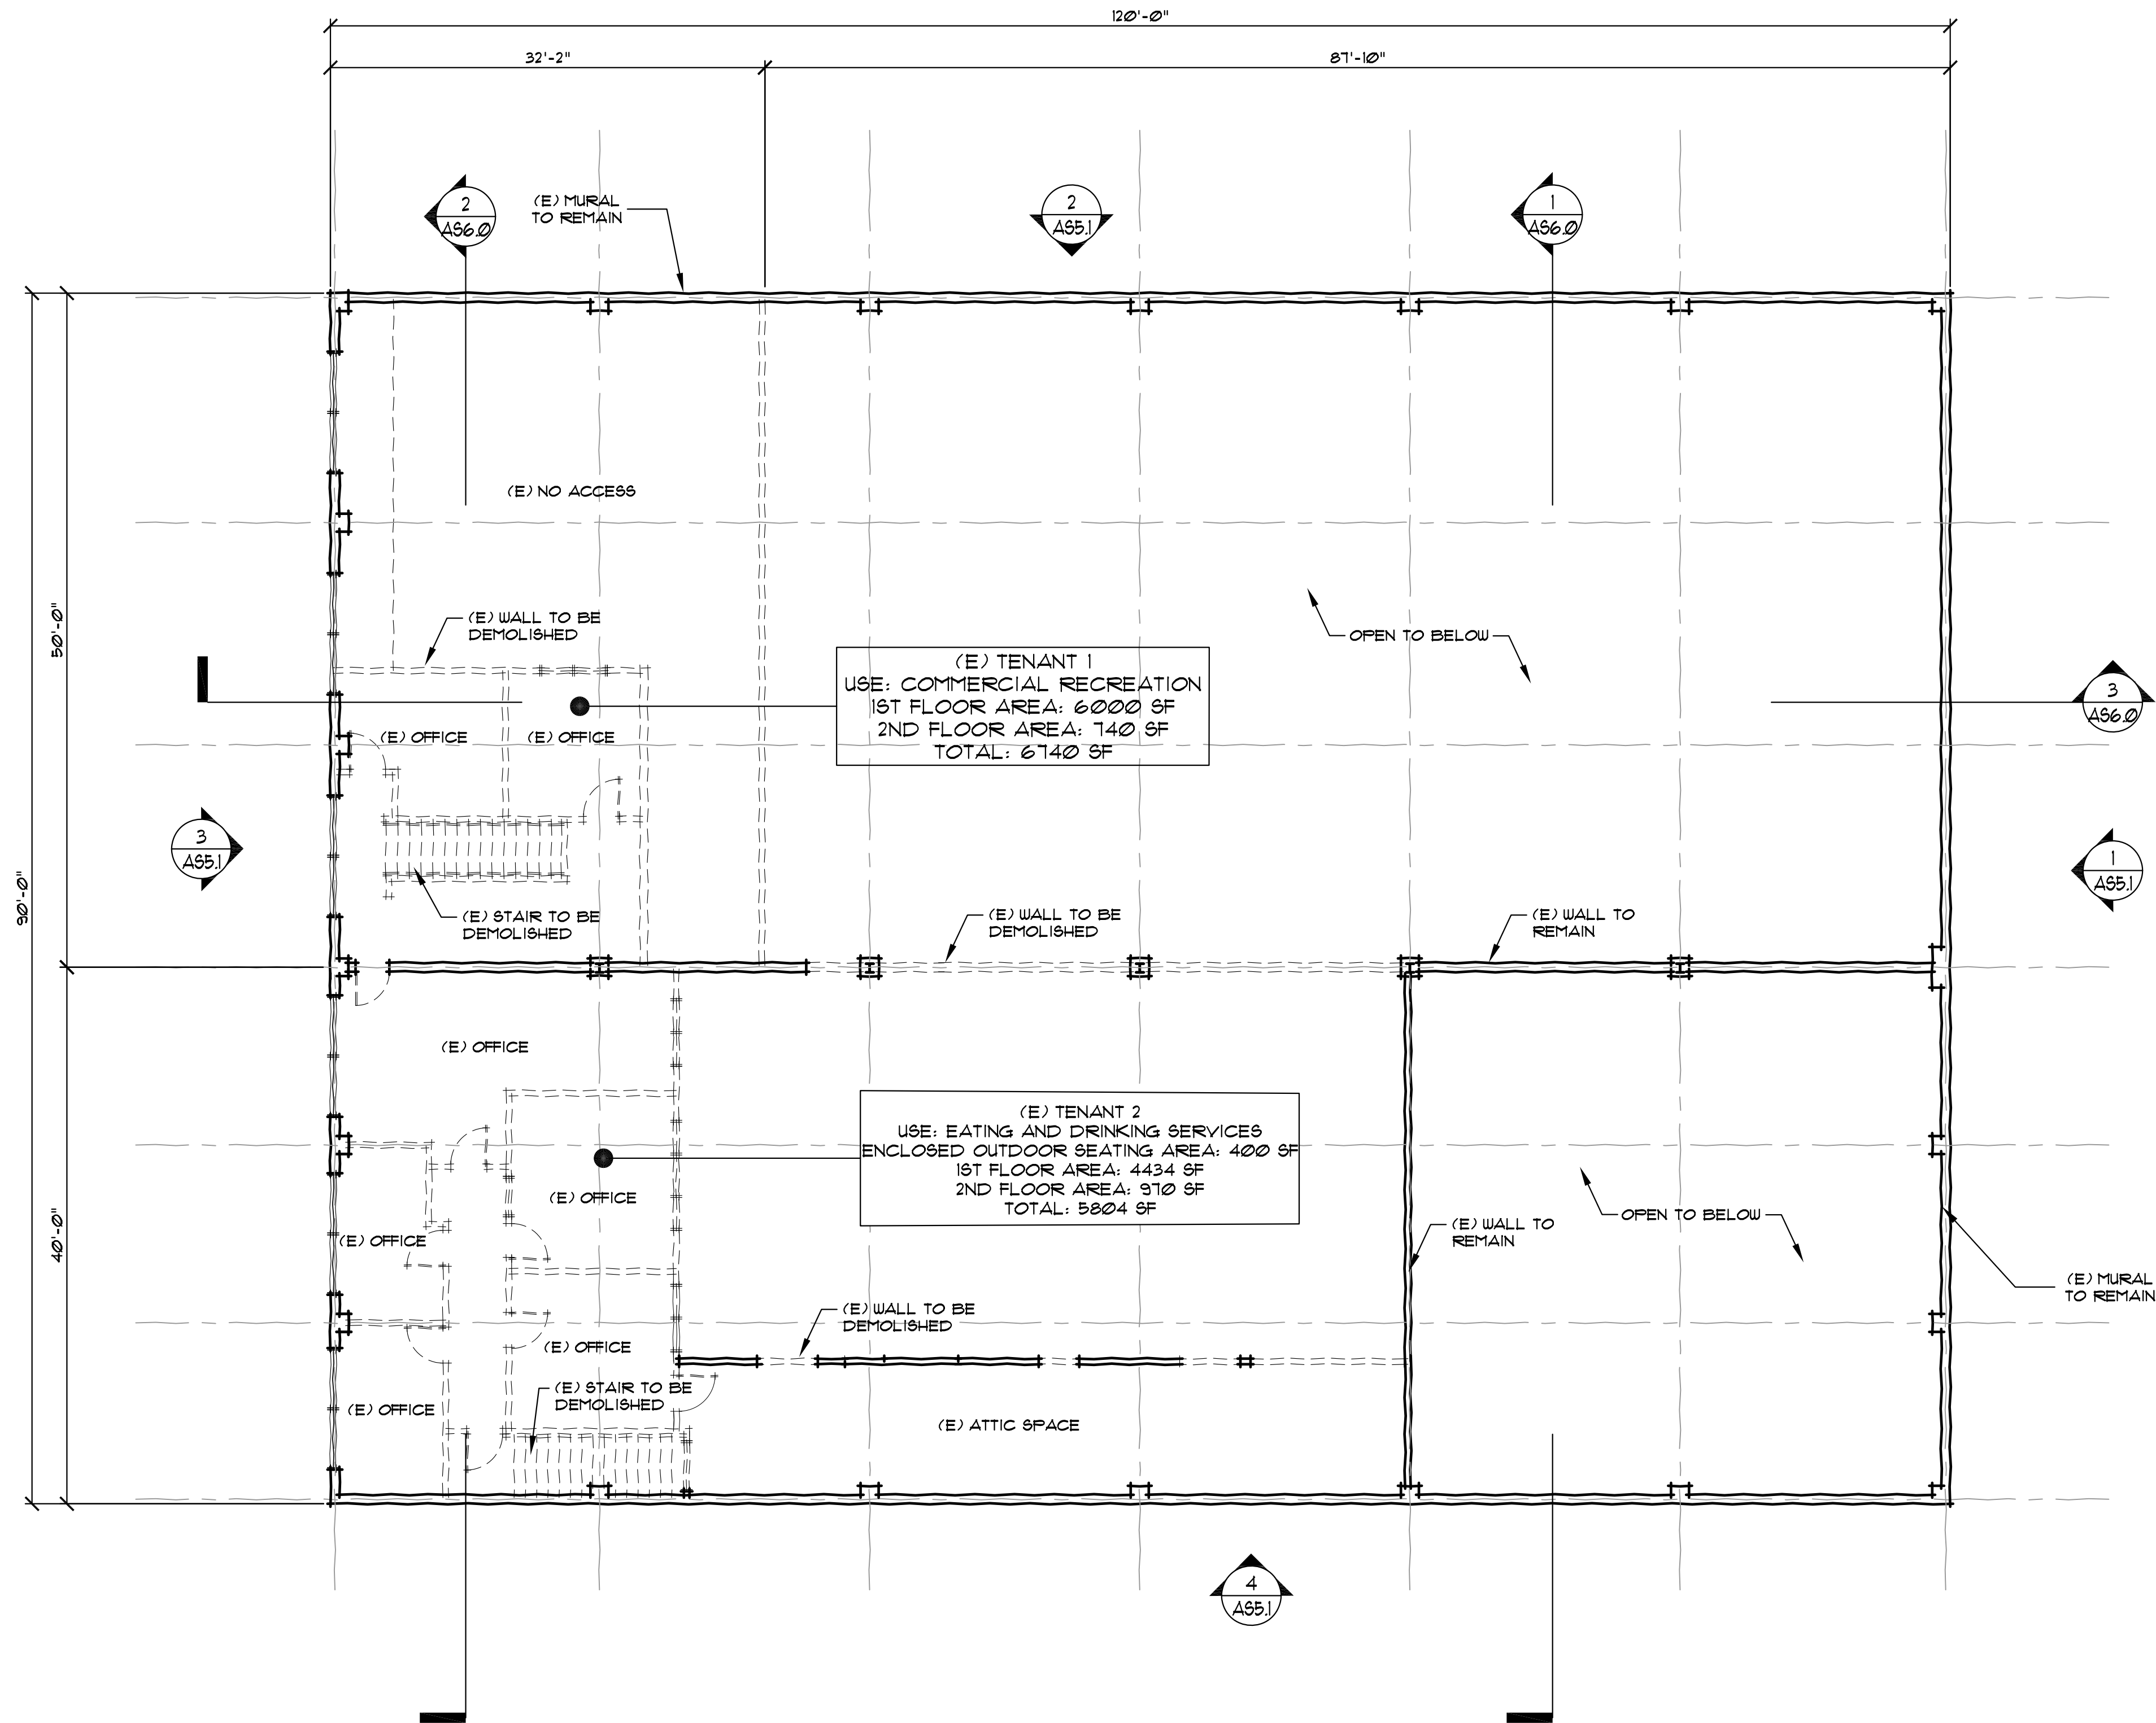 120'-0"
32'-2"
87'-10"
2
AS6.0
(E) MURAL
TO REMAIN
2
AS5.1
1
AS6.0
(E) NO ACCESS
50'-0"
(E) WALL TO BE
DEMOLISHED
OPEN TO BELOW
(E) TENANT 1
USE: COMMERCIAL RECREATION
1ST FLOOR AREA: 6000 SF
2ND FLOOR AREA: 740 SF
TOTAL: 6740 SF
3
AS6.0
(E) OFFICE
(E) OFFICE
3
AS5.1
1
AS5.1
90'-0"
(E) STAIR TO BE
DEMOLISHED
(E) WALL TO BE
DEMOLISHED
(E) WALL TO
REMAIN
(E) OFFICE
(E) TENANT 2
USE: EATING AND DRINKING SERVICES
ENCLOSED OUTDOOR SEATING AREA: 400 SF
1ST FLOOR AREA: 4434 SF
2ND FLOOR AREA: 970 SF
TOTAL: 5804 SF
(E) OFFICE
40'-0"
(E) OFFICE
(E) WALL TO
REMAIN
OPEN TO BELOW
(E) MURAL
TO REMAIN
(E) WALL TO BE
DEMOLISHED
(E) OFFICE
(E) STAIR TO BE
DEMOLISHED
(E) OFFICE
(E) ATTIC SPACE
4
AS5.1